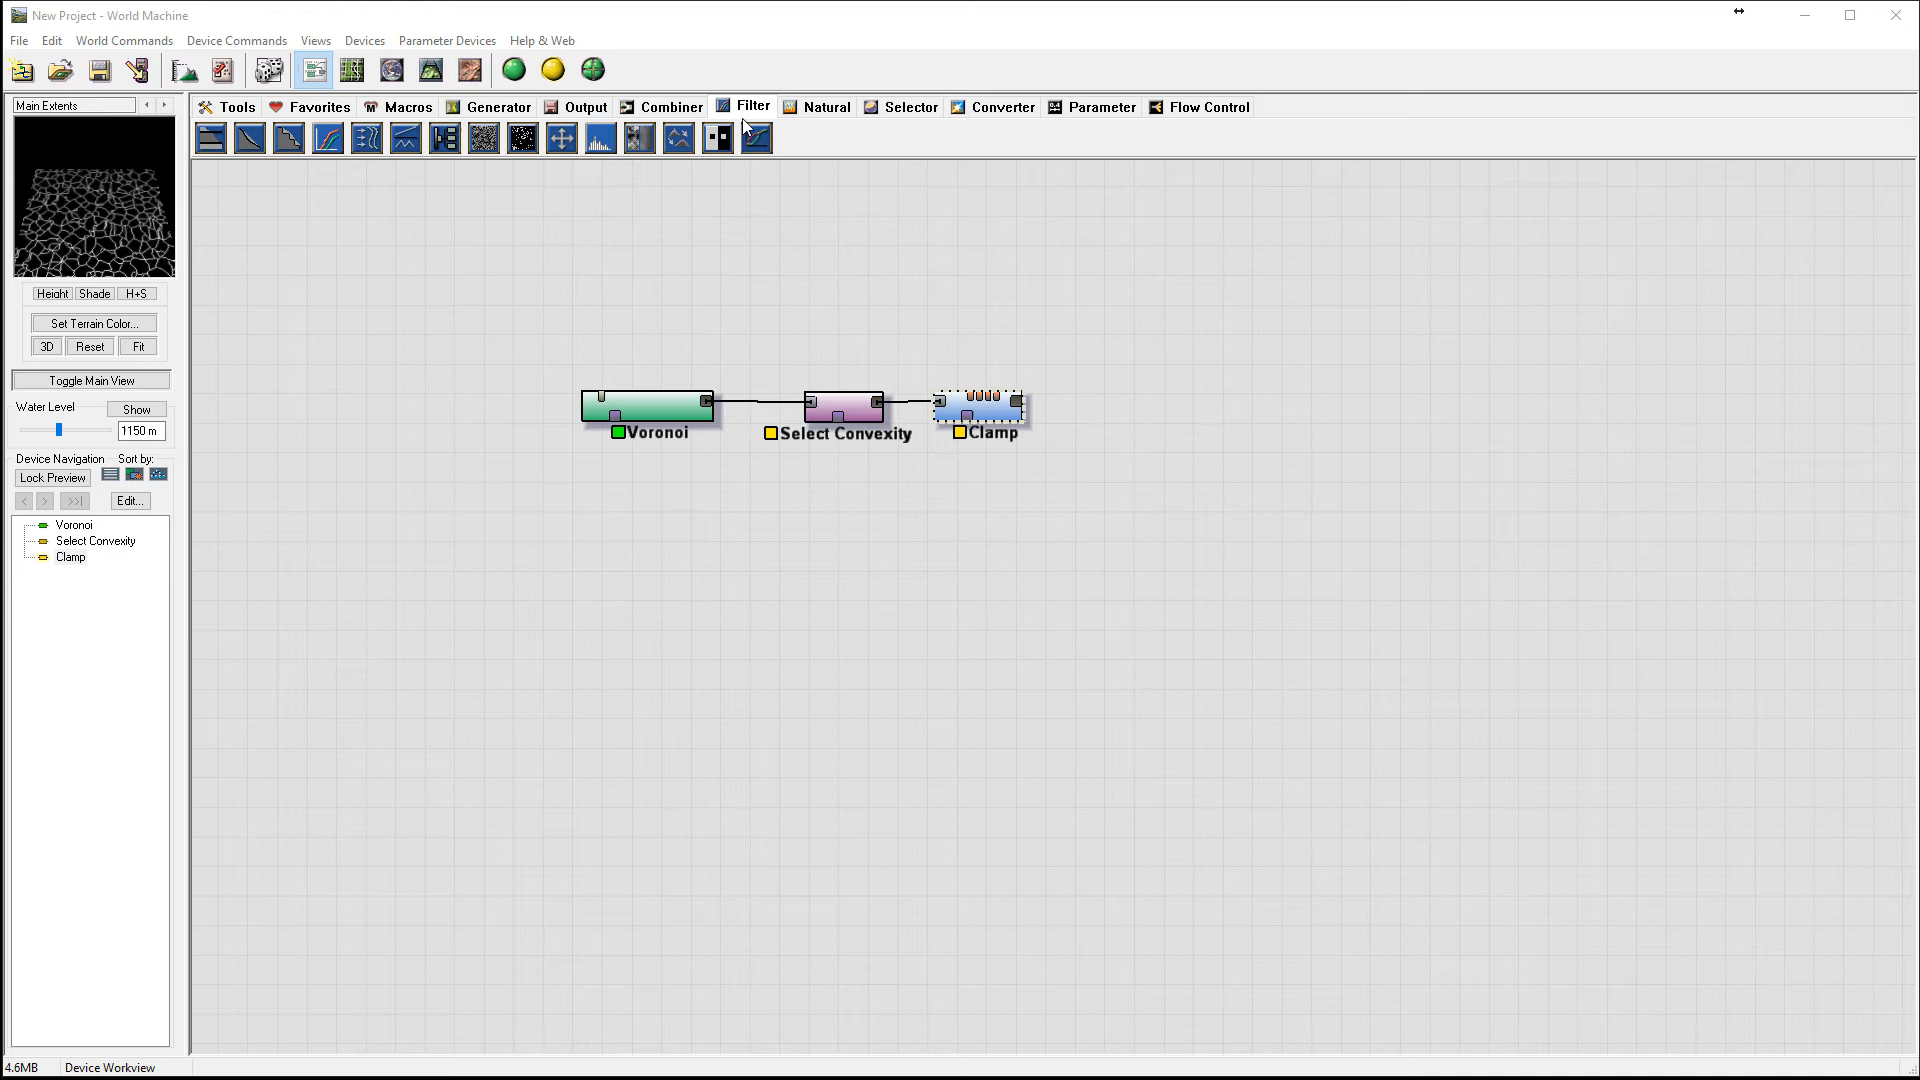 New Project - World Machine
File Edit World Commands Device Commands Views Devices Parameter Devices Help & Web
Main Extents
Tools Favorites Macros Generator Output Combiner Filter Natural Selector Converter Parameter Flow Control
Height Shade H+S
Set Terrain Color...
3D Reset Fit
Toggle Main View
Water Level Show
1150 m
Device Navigation Sort by:
Lock Preview
< > >>| Edit...
Voronoi
Select Convexity
Clamp
Voronoi Select Convexity Clamp
4.6MB Device Workview